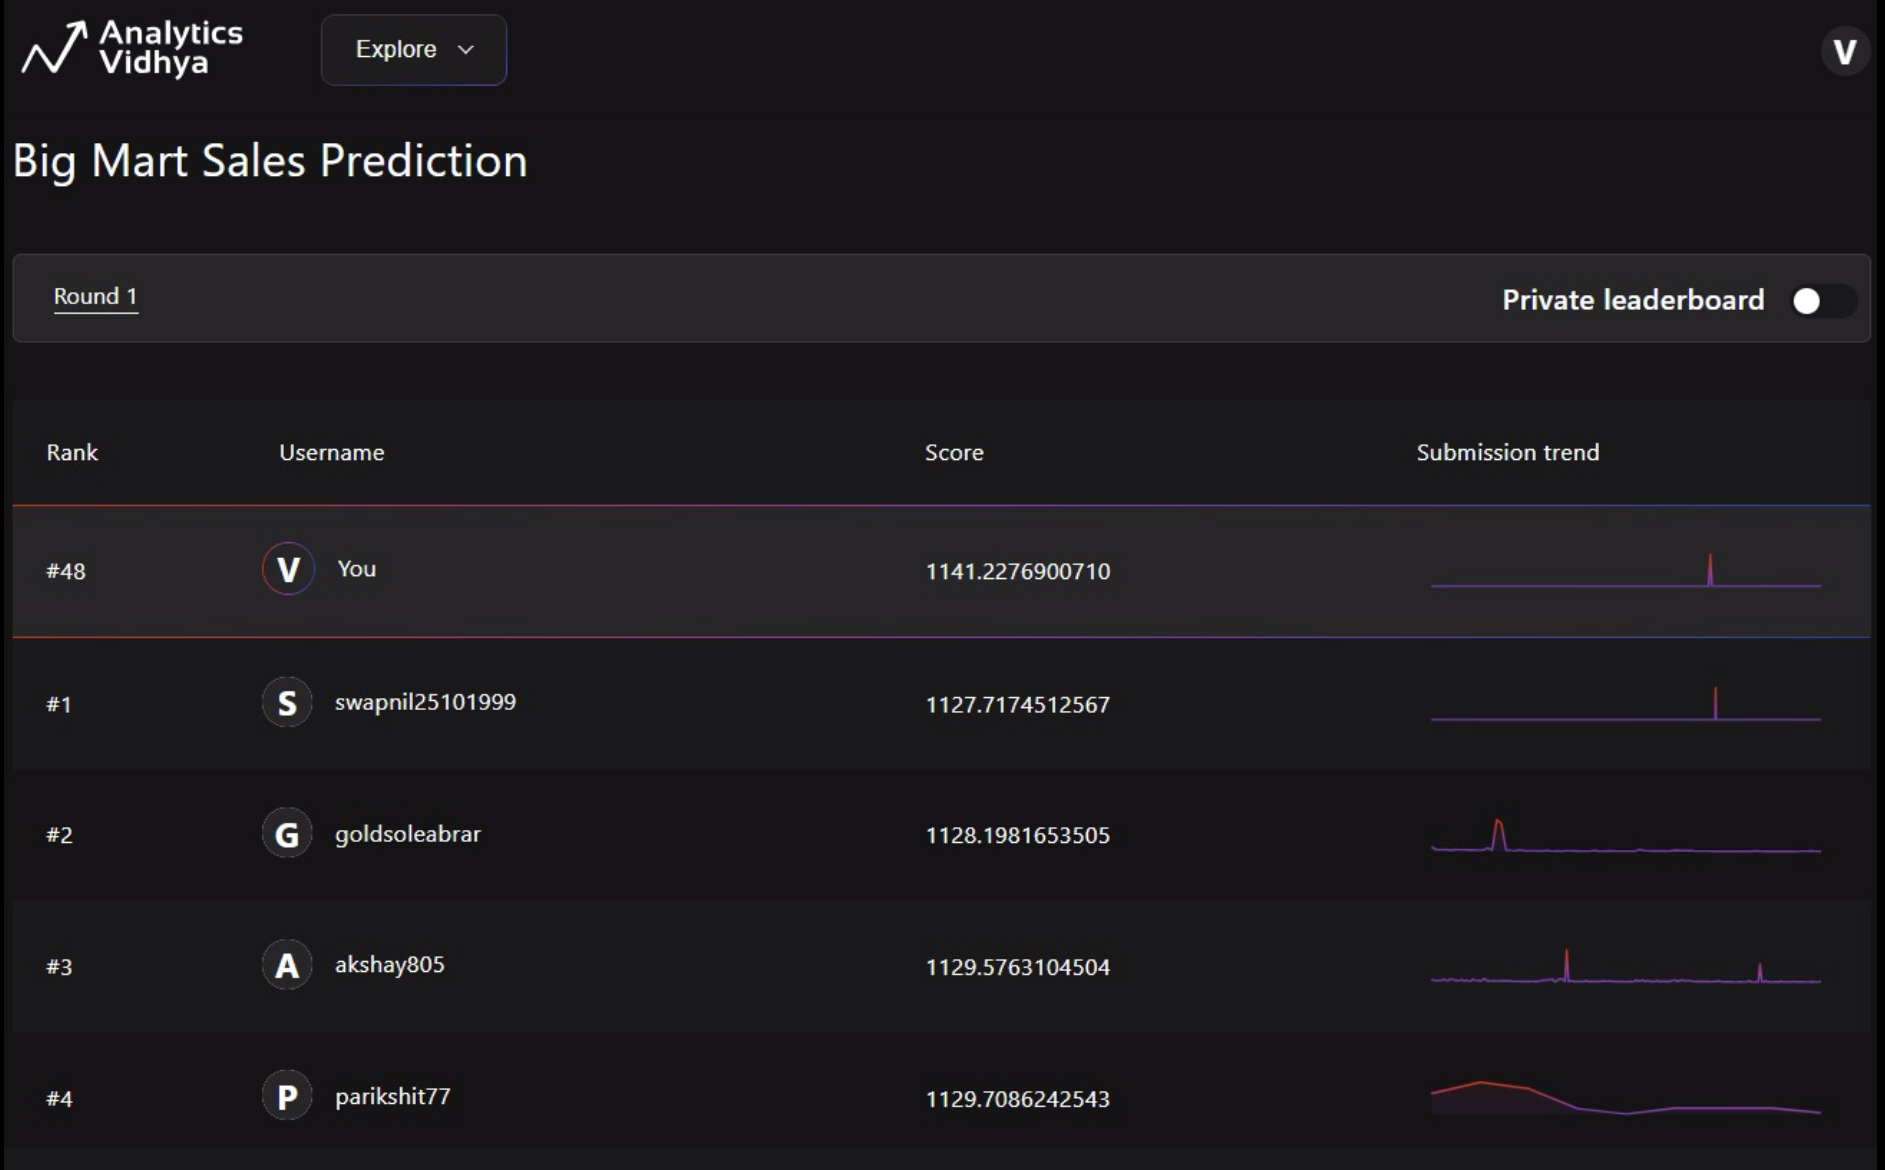 Analytics
Vidhya
Explore
V
Big Mart Sales Prediction
Round 1
Private leaderboard
Rank Username Score Submission trend
#48 V You 1141.2276900710
#1 S swapnil25101999 1127.7174512567
#2 G goldsoleabrar 1128.1981653505
#3 A akshay805 1129.5763104504
#4 P parikshit77 1129.7086242543